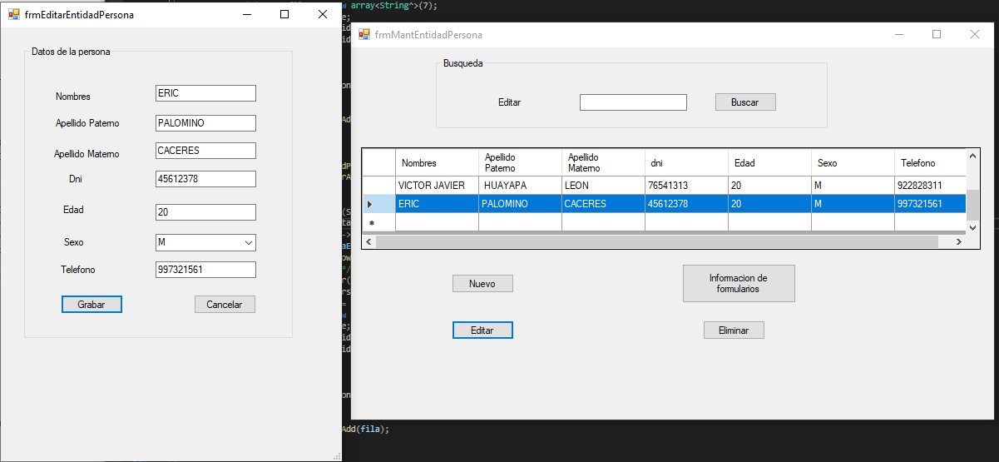 frmEditarEntidadPersona
Datos de la persona
Nombres ERIC
Apellido Paterno PALOMINO
Apellido Materno CACERES
Dni 45612378
Edad 20
Sexo M
Telefono 997321561
Grabar Cancelar
array<String^>(7);
frmMantEntidadPersona
Busqueda
Editar Buscar
Nombres Apellido Paterno Apellido Materno dni Edad Sexo Telefono
VICTOR JAVIER HUAYAPA LEON 76541313 20 M 922828311
ERIC PALOMINO CACERES 45612378 20 M 997321561
Nuevo
Informacion de
formularios
Editar Eliminar
Add(fila);